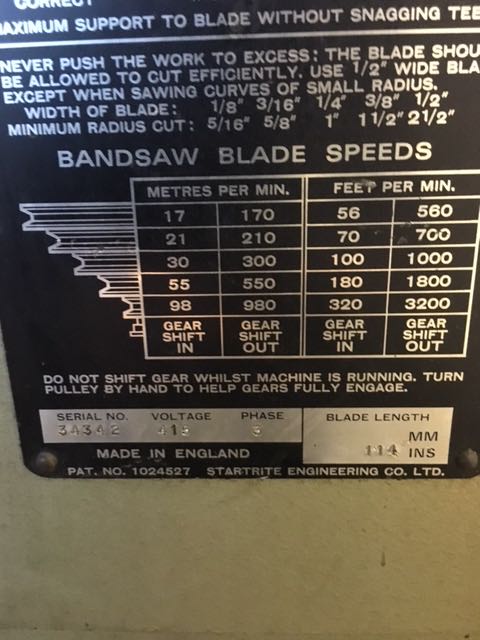 CORRECT
MAXIMUM SUPPORT TO BLADE WITHOUT SNAGGING TEE
NEVER PUSH THE WORK TO EXCESS: THE BLADE SHOU
BE ALLOWED TO CUT EFFICIENTLY. USE 1/2" WIDE BLA
EXCEPT WHEN SAWING CURVES OF SMALL RADIUS.
WIDTH OF BLADE: 1/8" 3/16" 1/4" 3/8" 1/2"
MINIMUM RADIUS CUT: 5/16" 5/8" 1" 1 1/2" 2 1/2"
BANDSAW BLADE SPEEDS
METRES PER MIN. FEET PER MIN.
17 170 56 560
21 210 70 700
30 300 100 1000
55 550 180 1800
98 980 320 3200
GEAR GEAR GEAR GEAR
SHIFT SHIFT SHIFT SHIFT
IN OUT IN OUT
DO NOT SHIFT GEAR WHILST MACHINE IS RUNNING. TURN
PULLEY BY HAND TO HELP GEARS FULLY ENGAGE.
SERIAL NO. VOLTAGE PHASE BLADE LENGTH
34342 415 3 MM
114 INS
MADE IN ENGLAND
PAT. NO. 1024527 STARTRITE ENGINEERING CO. LTD.